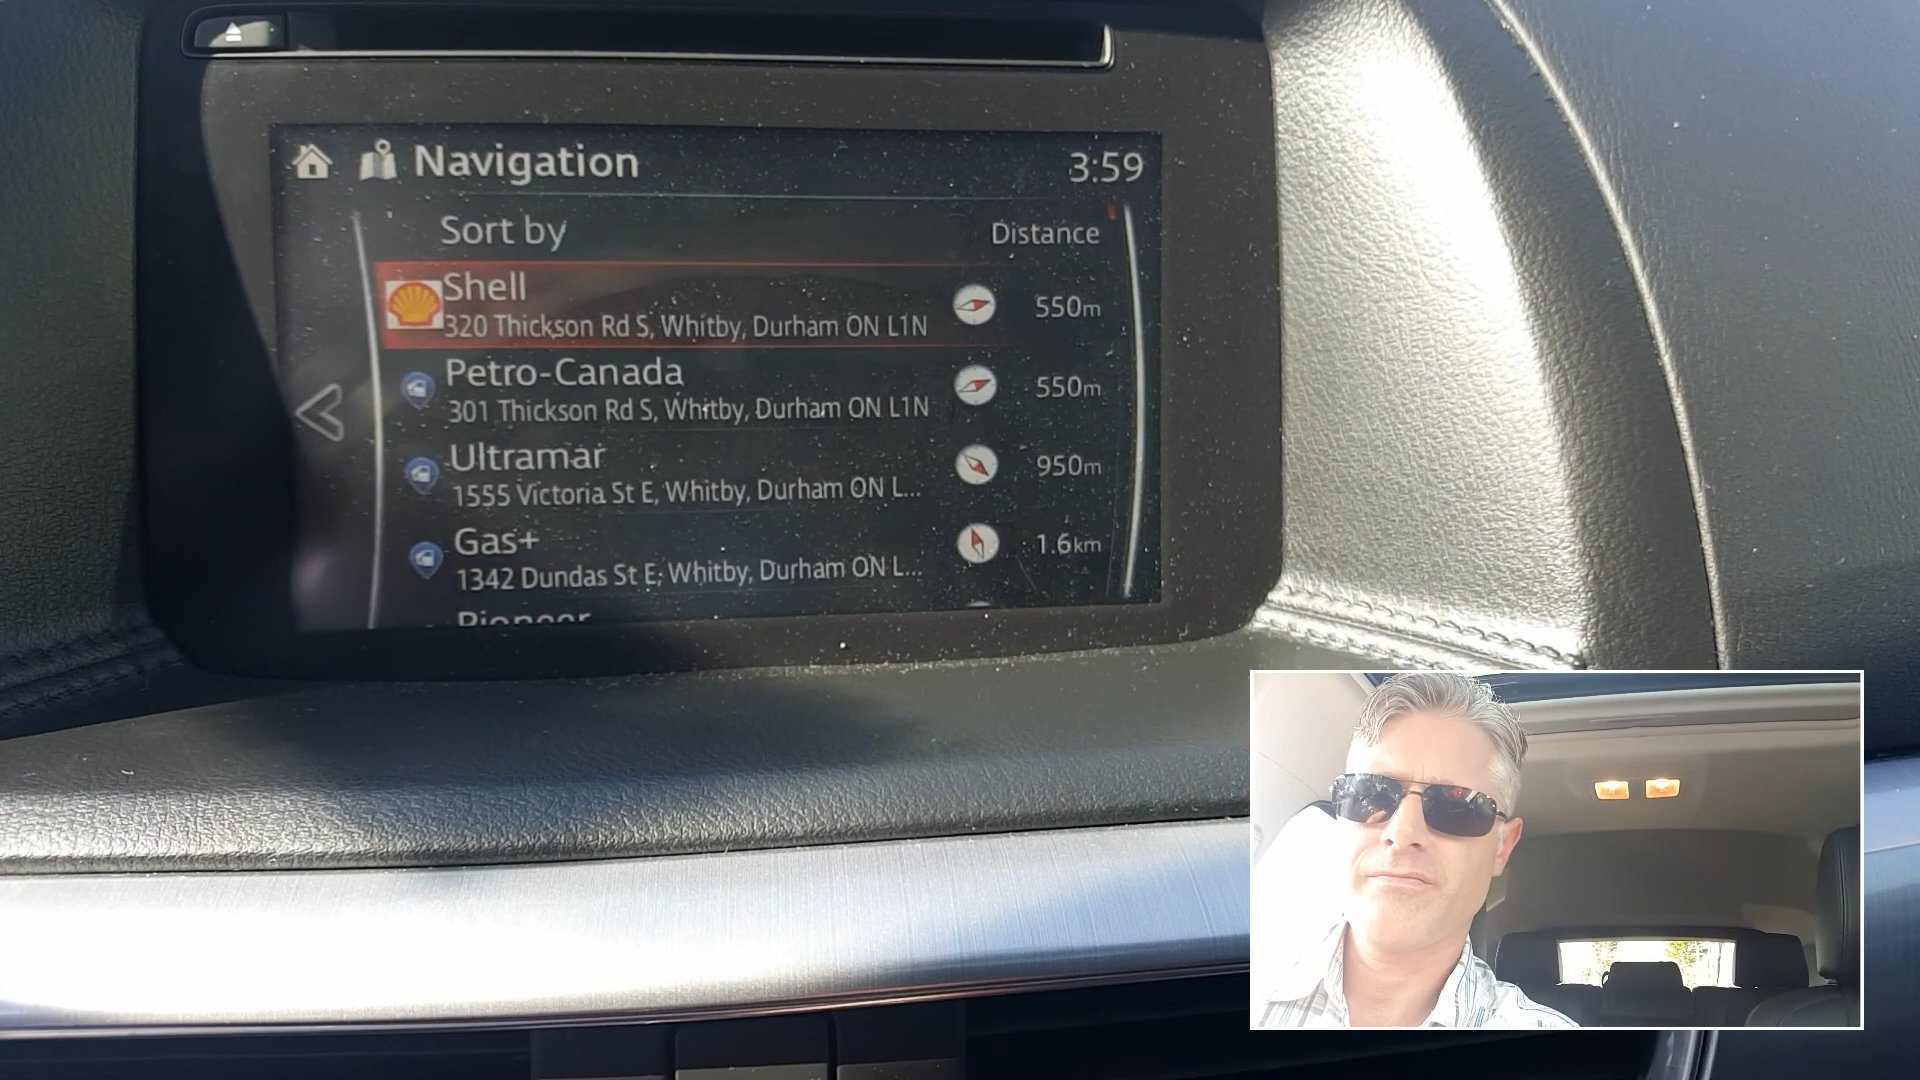 Navigation 3:59
Sort by Distance
Shell
320 Thickson Rd S, Whitby, Durham ON L1N 550m
Petro-Canada
301 Thickson Rd S, Whitby, Durham ON L1N 550m
Ultramar
1555 Victoria St E, Whitby, Durham ON L... 950m
Gas+
1342 Dundas St E, Whitby, Durham ON L... 1.6km
Pioneer